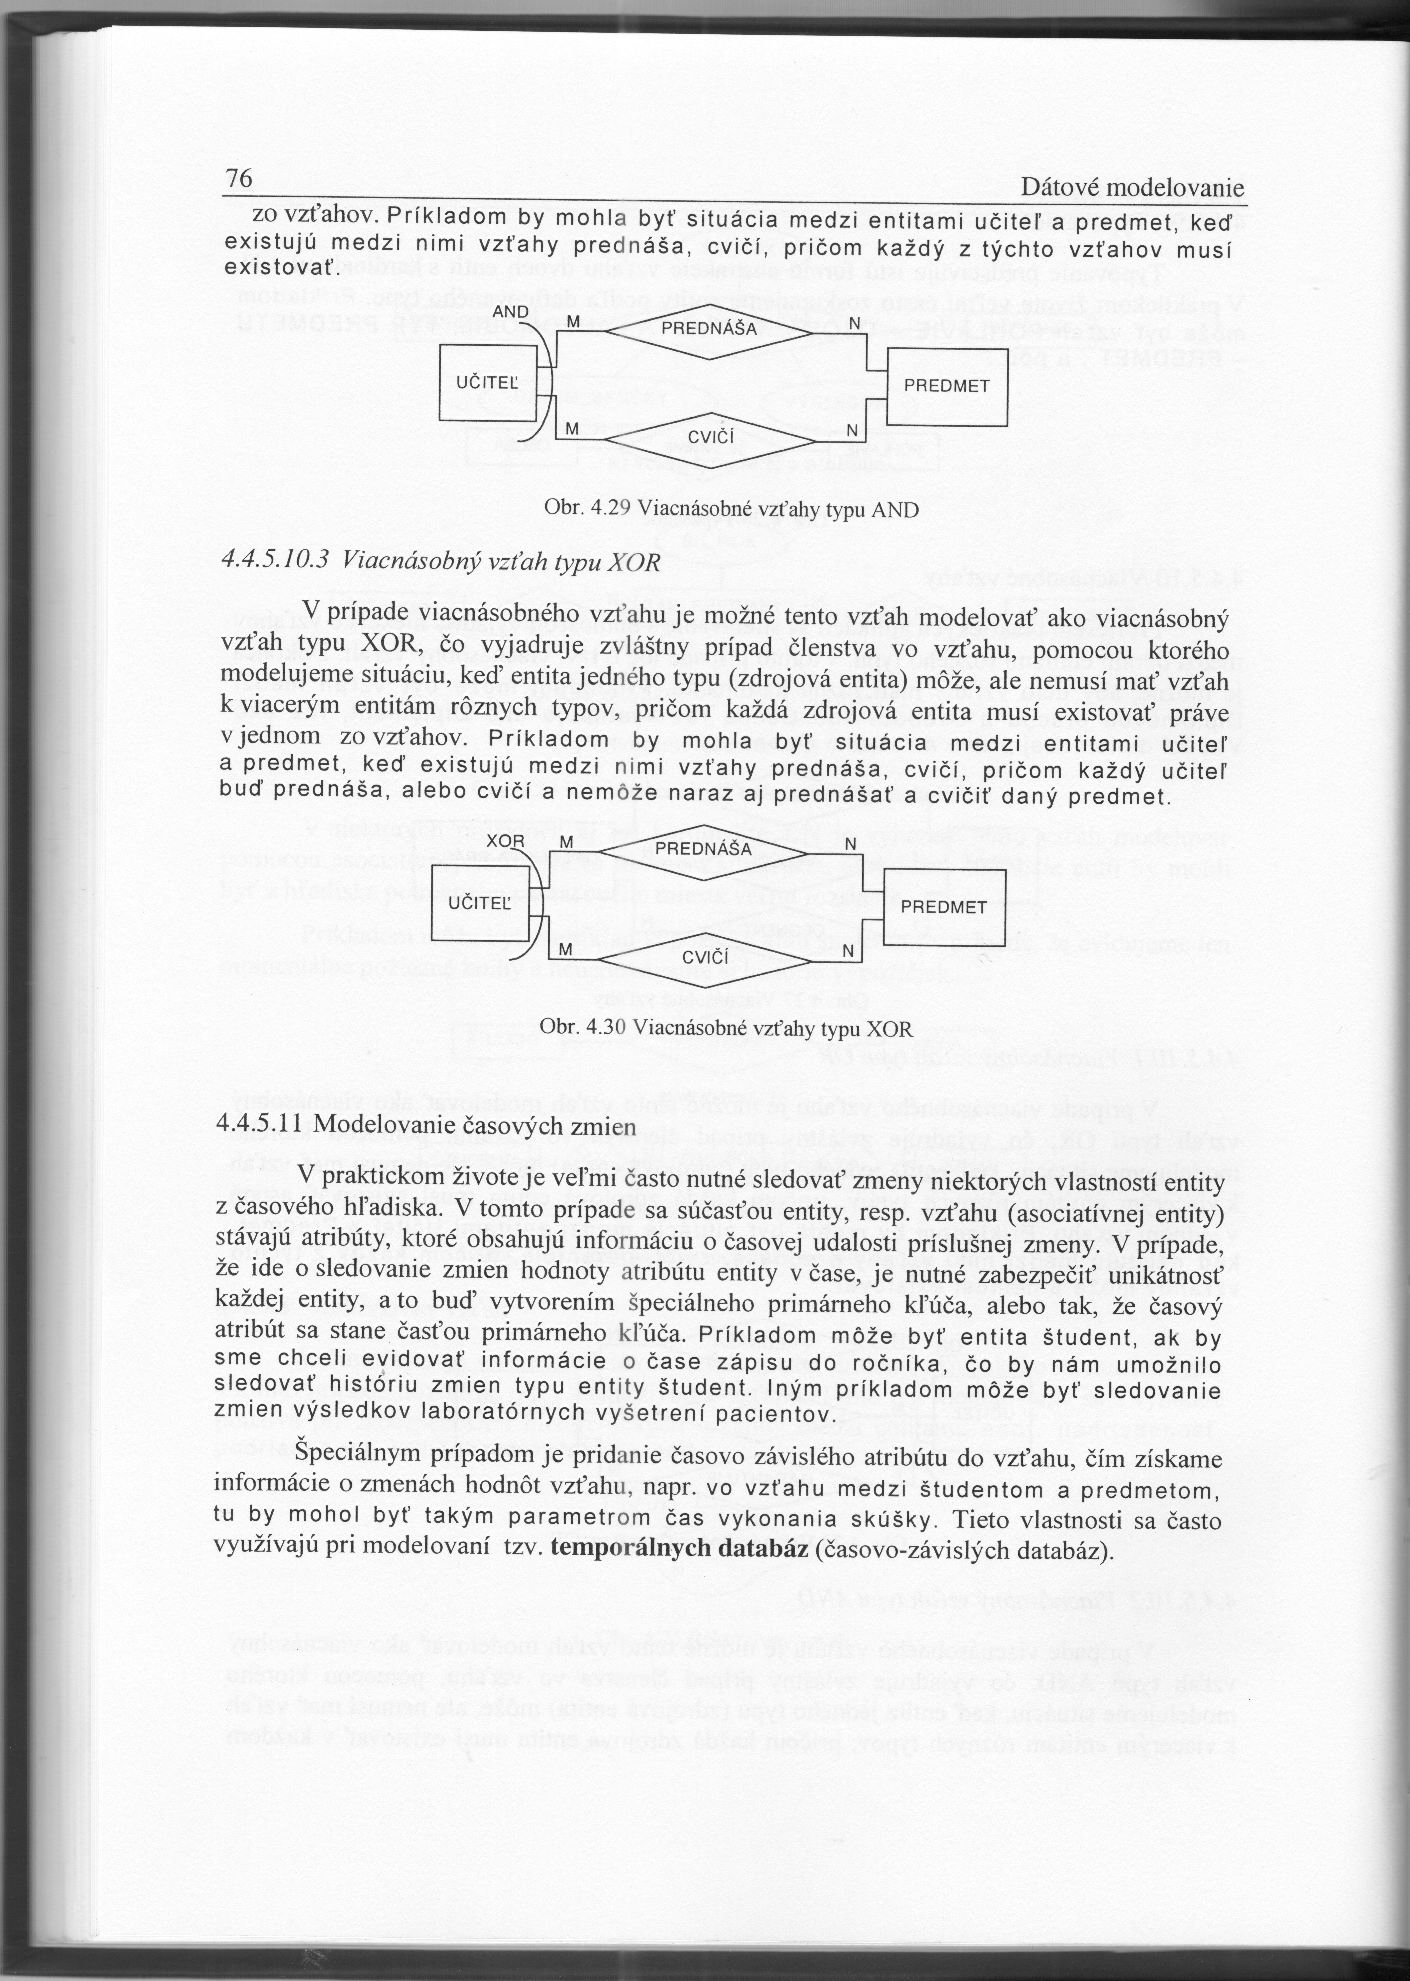 76 Dátové modelovanie
zo vzťahov. Príkladom by mohla byť situácia medzi entitami učiteľ a predmet, keď
existujú medzi nimi vzťahy prednáša, cvičí, pričom každý z týchto vzťahov musí
existovať.
AND M PREDNÁŠA N
UČITEĽ PREDMET
M CVIČÍ N
Obr. 4.29 Viacnásobné vzťahy typu AND
4.4.5.10.3 Viacnásobný vzťah typu XOR
V prípade viacnásobného vzťahu je možné tento vzťah modelovať ako viacnásobný
vzťah typu XOR, čo vyjadruje zvláštny prípad členstva vo vzťahu, pomocou ktorého
modelujeme situáciu, keď entita jedného typu (zdrojová entita) môže, ale nemusí mať vzťah
k viacerým entitám rôznych typov, pričom každá zdrojová entita musí existovať práve
v jednom zo vzťahov. Príkladom by mohla byť situácia medzi entitami učiteľ
a predmet, keď existujú medzi nimi vzťahy prednáša, cvičí, pričom každý učiteľ
buď prednáša, alebo cvičí a nemôže naraz aj prednášať a cvičiť daný predmet.
XOR M PREDNÁŠA N
UČITEĽ PREDMET
M CVIČÍ N
Obr. 4.30 Viacnásobné vzťahy typu XOR
4.4.5.11 Modelovanie časových zmien
V praktickom živote je veľmi často nutné sledovať zmeny niektorých vlastností entity
z časového hľadiska. V tomto prípade sa súčasťou entity, resp. vzťahu (asociatívnej entity)
stávajú atribúty, ktoré obsahujú informáciu o časovej udalosti príslušnej zmeny. V prípade,
že ide o sledovanie zmien hodnoty atribútu entity v čase, je nutné zabezpečiť unikátnosť
každej entity, a to buď vytvorením špeciálneho primárneho kľúča, alebo tak, že časový
atribút sa stane časťou primárneho kľúča. Príkladom môže byť entita študent, ak by
sme chceli evidovať informácie o čase zápisu do ročníka, čo by nám umožnilo
sledovať históriu zmien typu entity študent. Iným príkladom môže byť sledovanie
zmien výsledkov laboratórnych vyšetrení pacientov.
Špeciálnym prípadom je pridanie časovo závislého atribútu do vzťahu, čím získame
informácie o zmenách hodnôt vzťahu, napr. vo vzťahu medzi študentom a predmetom,
tu by mohol byť takým parametrom čas vykonania skúšky. Tieto vlastnosti sa často
využívajú pri modelovaní tzv. temporálnych databáz (časovo-závislých databáz).